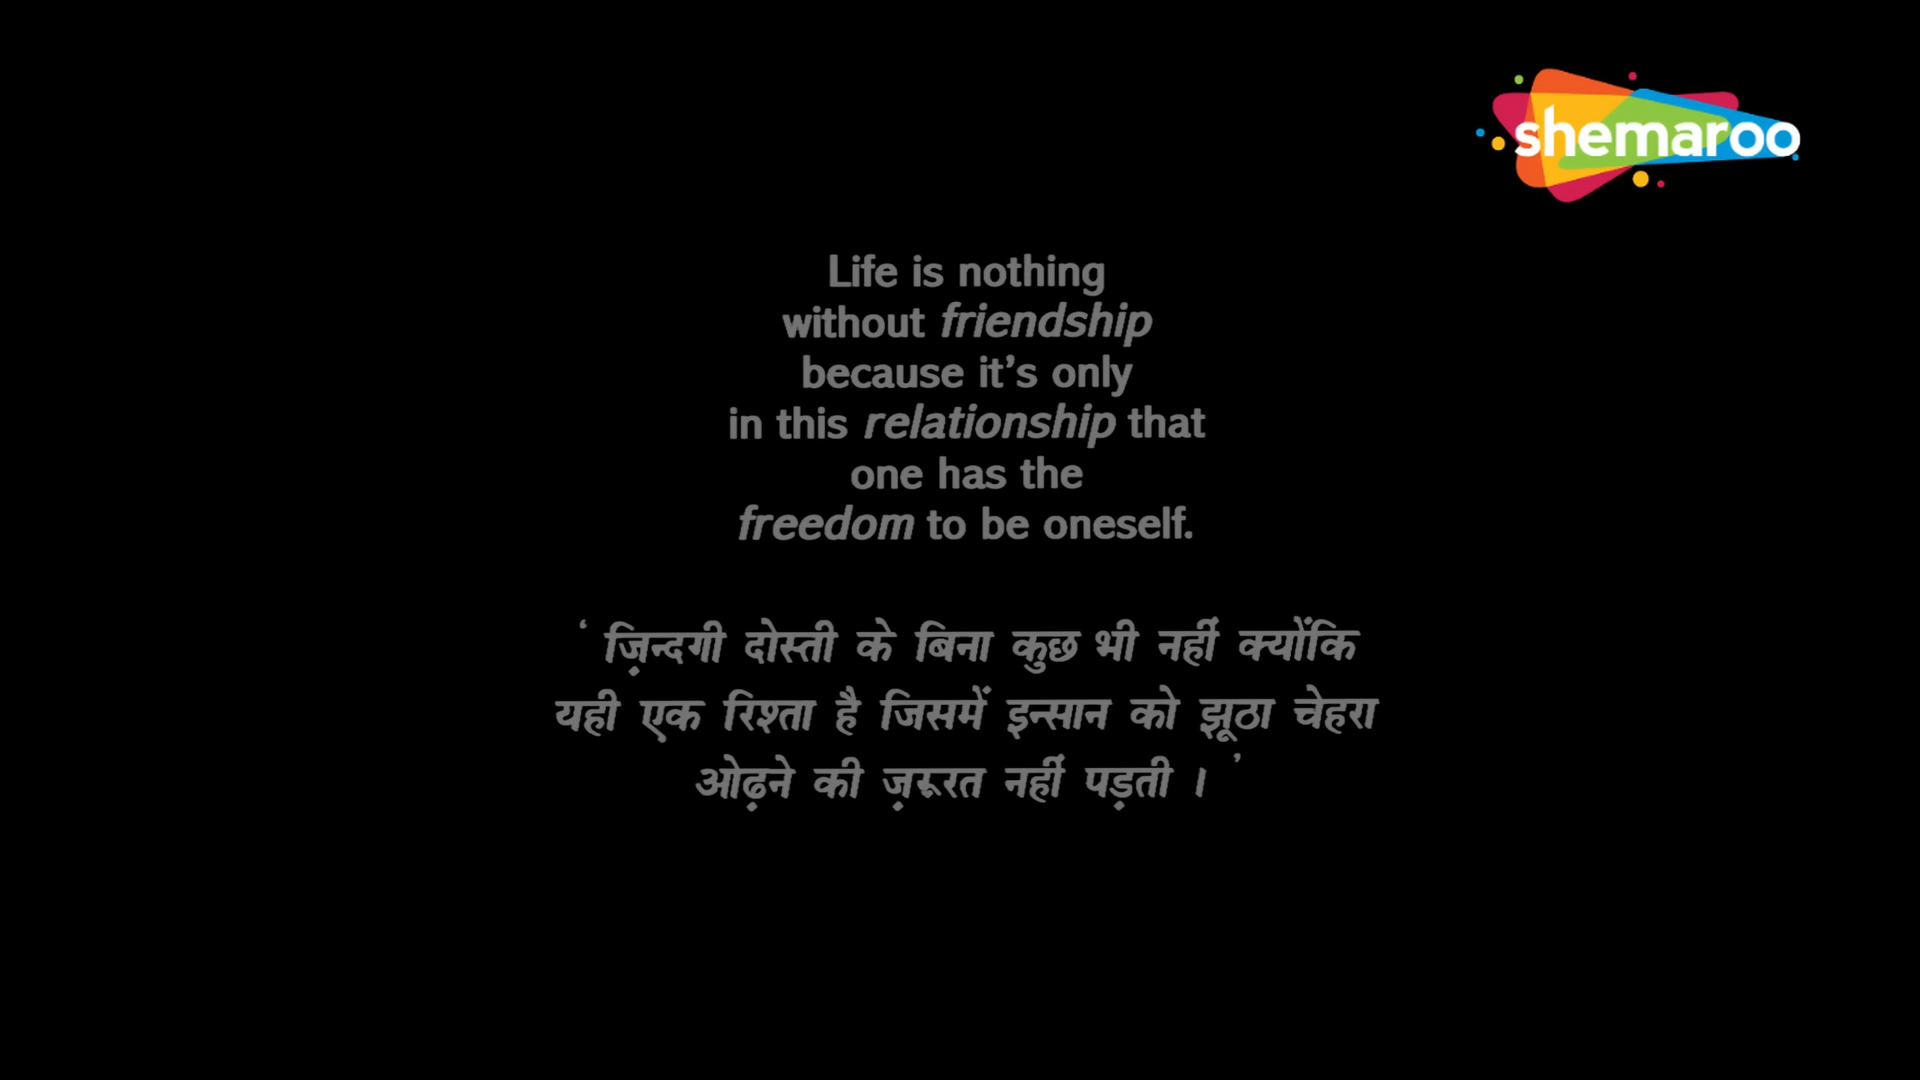 shemaroo
Life is nothing
without friendship
because it’s only
in this relationship that
one has the
freedom to be oneself.
‘ ज़िन्दगी दोस्ती के बिना कुछ भी नहीं क्योंकि
यही एक रिश्ता है जिसमें इन्सान को झूठा चेहरा
ओढ़ने की ज़रूरत नहीं पड़ती । ’